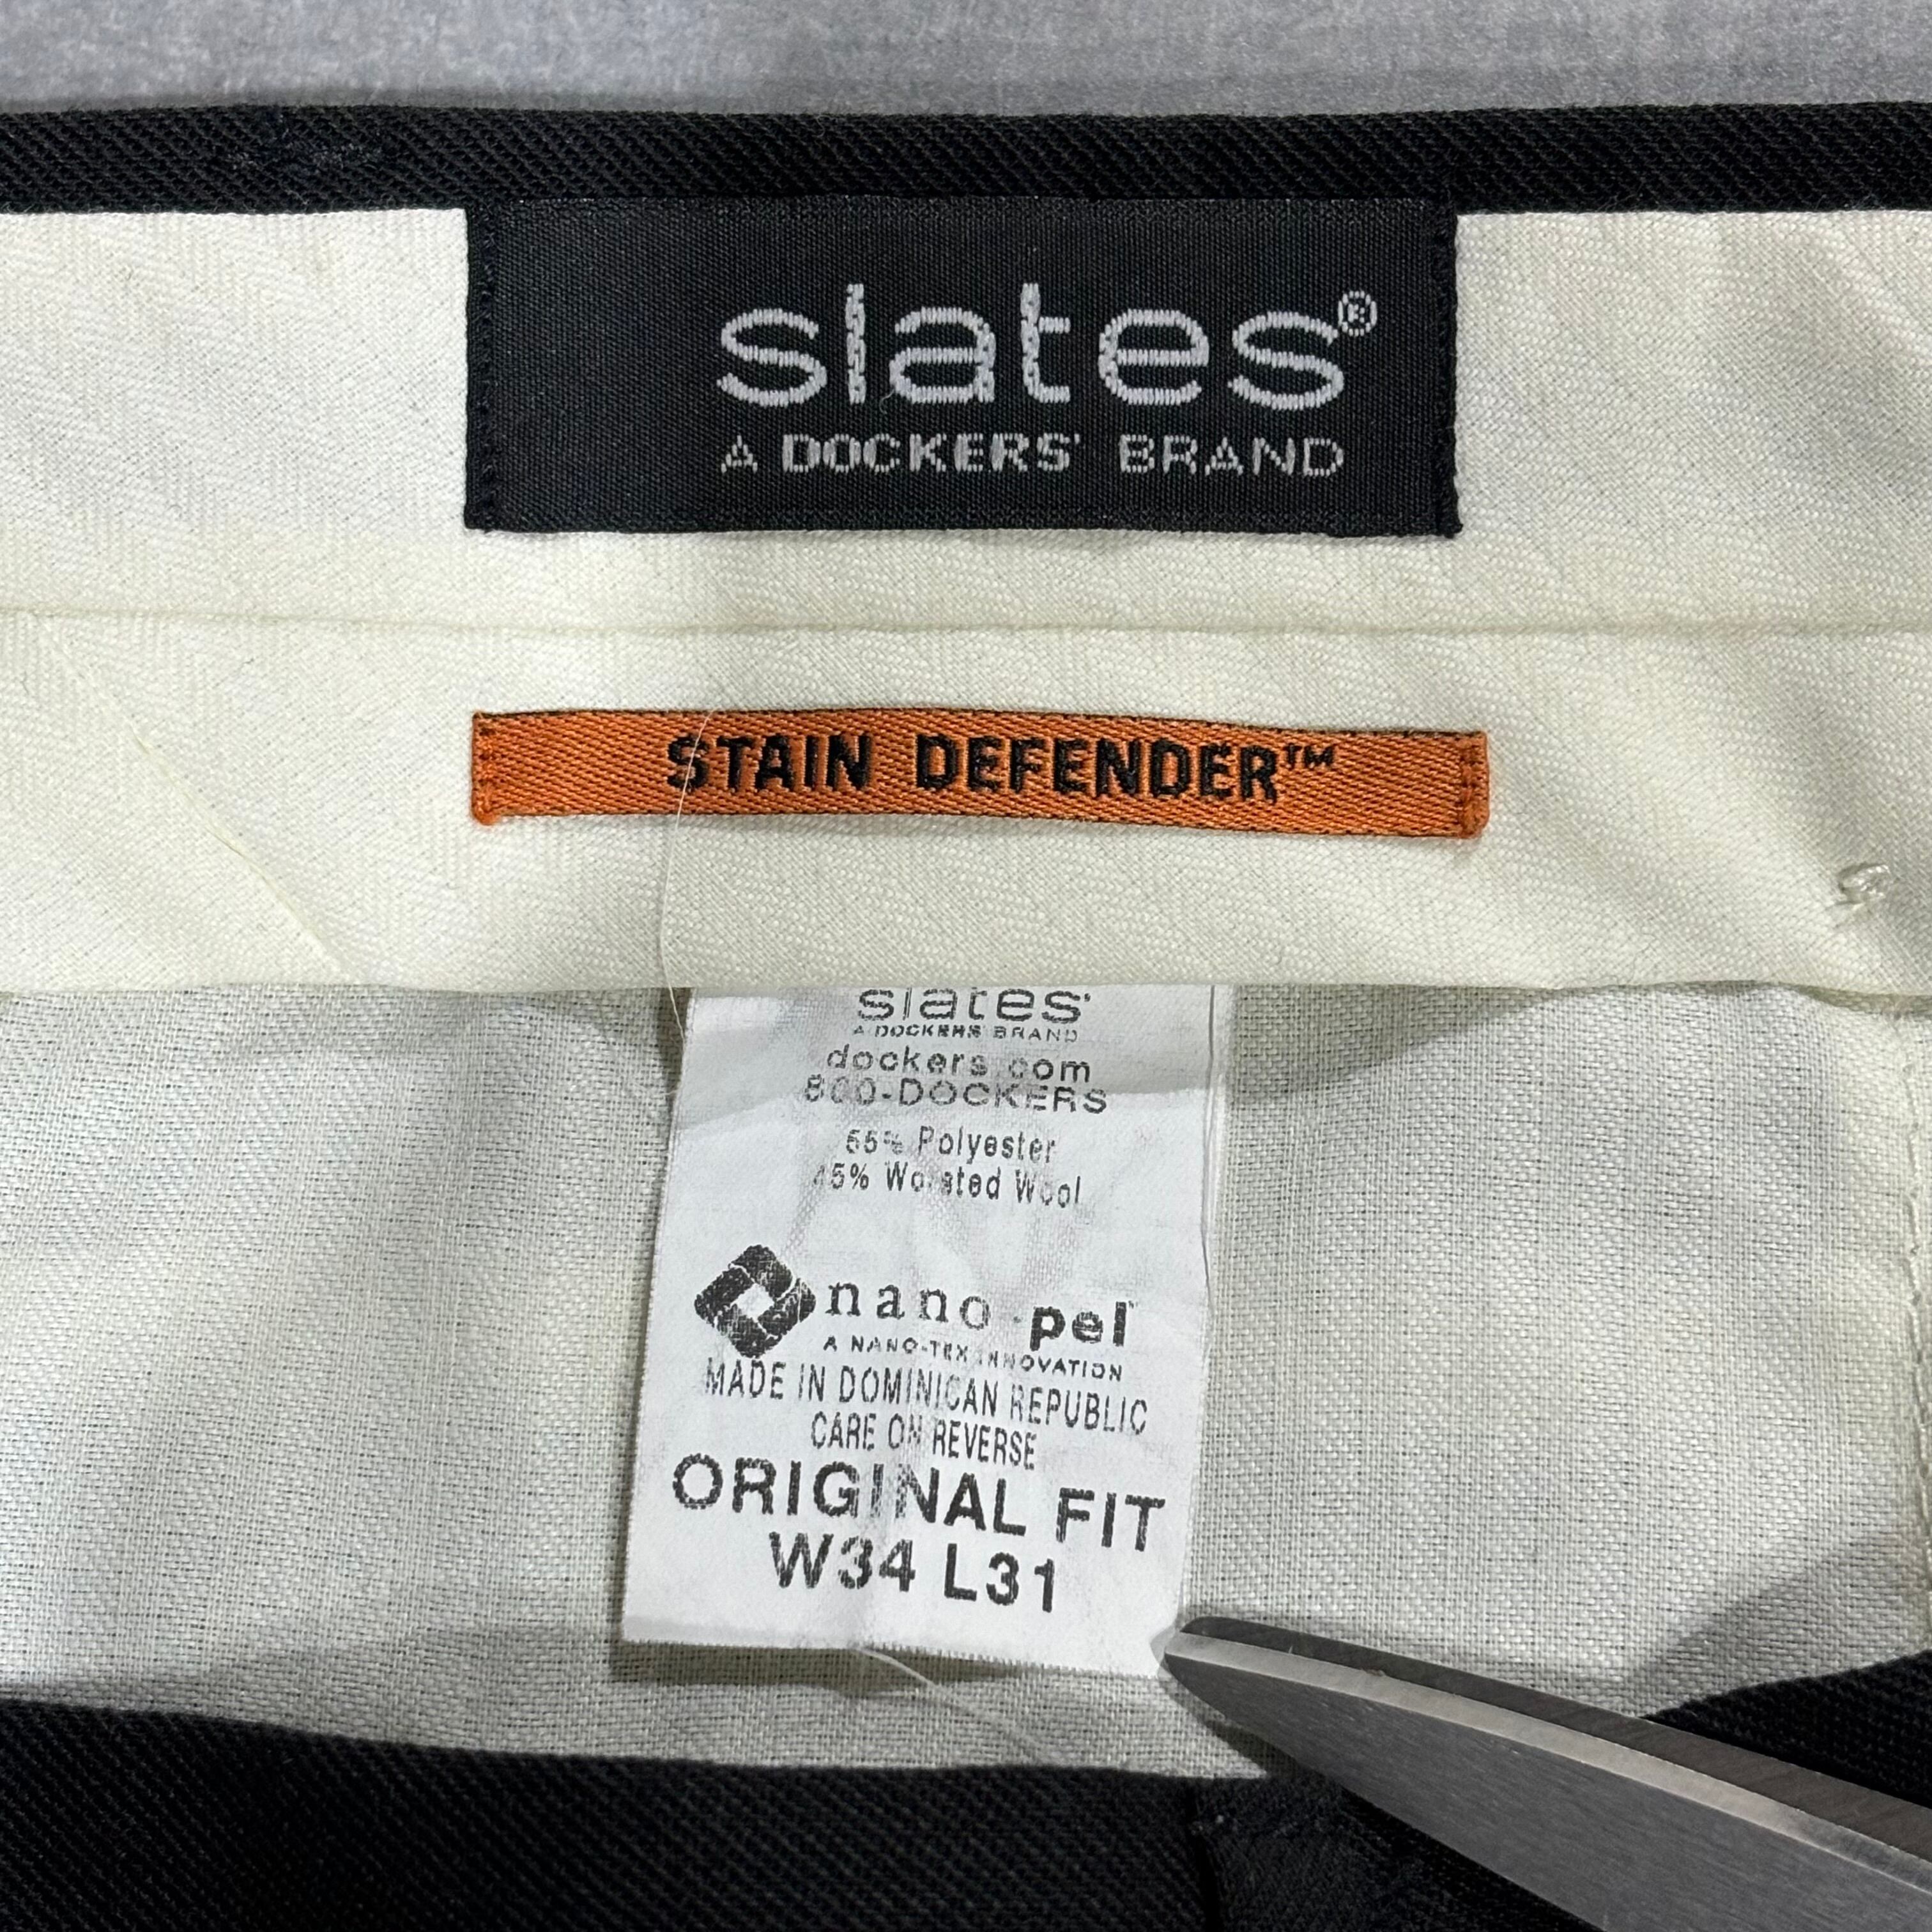 slates®
A DOCKERS' BRAND
STAIN DEFENDER™
slates®
A DOCKERS' BRAND
dockers.com
800-DOCKERS
55% Polyester
45% Worsted Wool
nano·pel
A NANO-TEX INNOVATION
MADE IN DOMINICAN REPUBLIC
CARE ON REVERSE
ORIGINAL FIT
W34 L31